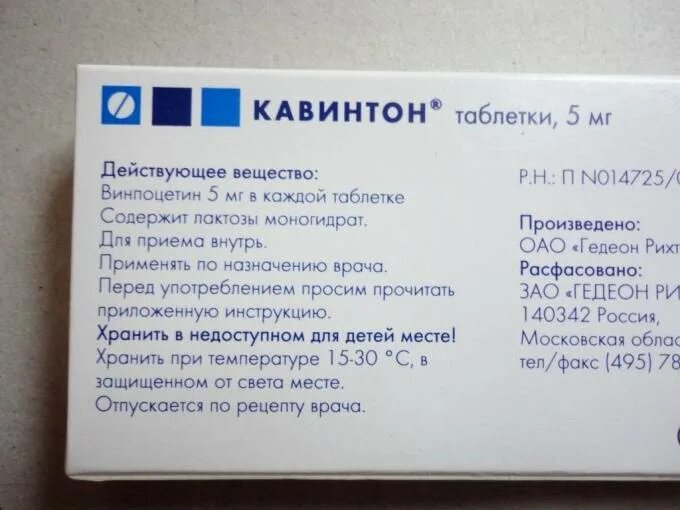 КАВИНТОН® таблетки, 5 мг
Действующее вещество:
Винпоцетин 5 мг в каждой таблетке
Содержит лактозы моногидрат.
Для приема внутрь.
Применять по назначению врача.
Перед употреблением просим прочитать
приложенную инструкцию.
Хранить в недоступном для детей месте!
Хранить при температуре 15-30 °C, в
защищенном от света месте.
Отпускается по рецепту врача.
Р.Н.: П N014725/
Произведено:
ОАО «Гедеон Рихт
Расфасовано:
ЗАО «ГЕДЕОН РИ
140342 Россия,
Московская облас
тел/факс (495) 78